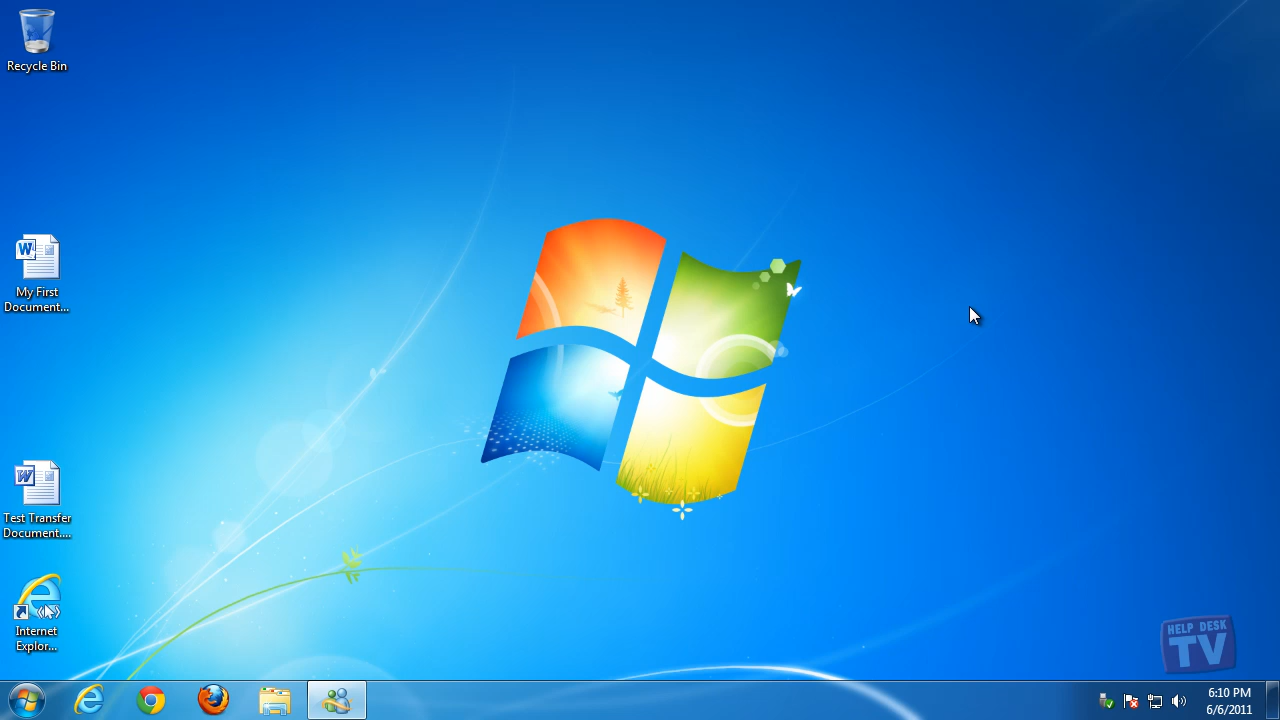 Recycle Bin
My First
Document...
Test Transfer
Document....
Internet
Explor...
HELP DESK
TV
6:10 PM
6/6/2011